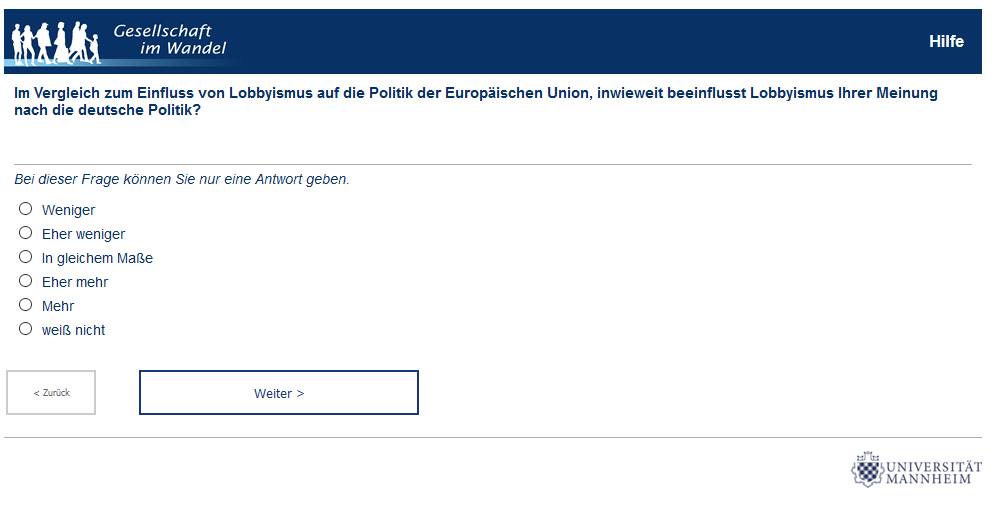 Gesellschaft
im Wandel
Hilfe
Im Vergleich zum Einfluss von Lobbyismus auf die Politik der Europäischen Union, inwieweit beeinflusst Lobbyismus Ihrer Meinung
nach die deutsche Politik?
Bei dieser Frage können Sie nur eine Antwort geben.
Weniger
Eher weniger
In gleichem Maße
Eher mehr
Mehr
weiß nicht
< Zurück
Weiter >
UNIVERSITÄT
MANNHEIM